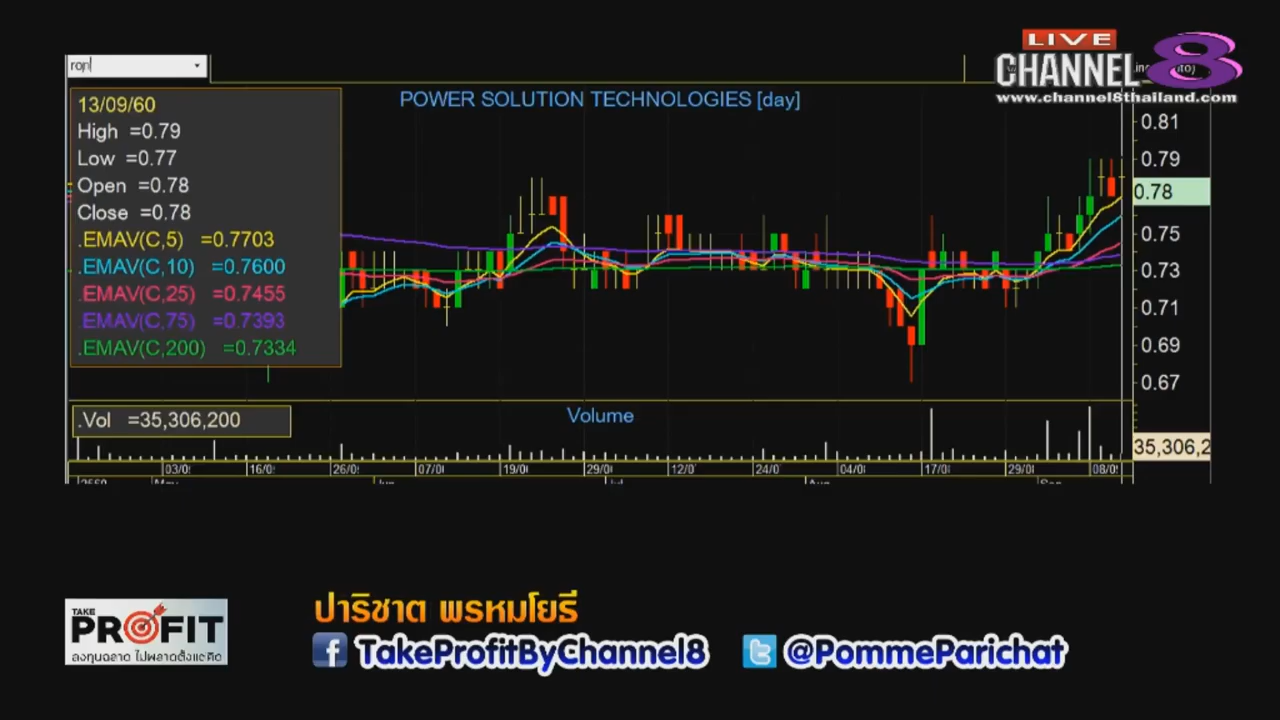 LIVE
CHANNEL 8
www.channel8thailand.com
POWER SOLUTION TECHNOLOGIES [day]
13/09/60
High =0.79
Low =0.77
Open =0.78
Close =0.78
.EMAV(C,5) =0.7703
.EMAV(C,10) =0.7600
.EMAV(C,25) =0.7455
.EMAV(C,75) =0.7393
.EMAV(C,200) =0.7334
0.81
0.79
0.78
0.75
0.73
0.71
0.69
0.67
.Vol =35,306,200
Volume
35,306,2
03/0 16/0 26/0 07/0 19/0 29/0 12/0 24/0 04/0 17/0 29/0 08/0
TAKE
PROFIT
ลงทุนฉลาด ไม่พลาดตั้งแต่คิด
ปาริชาต พรหมโยธี
TakeProfitByChannel8
@PommeParichat